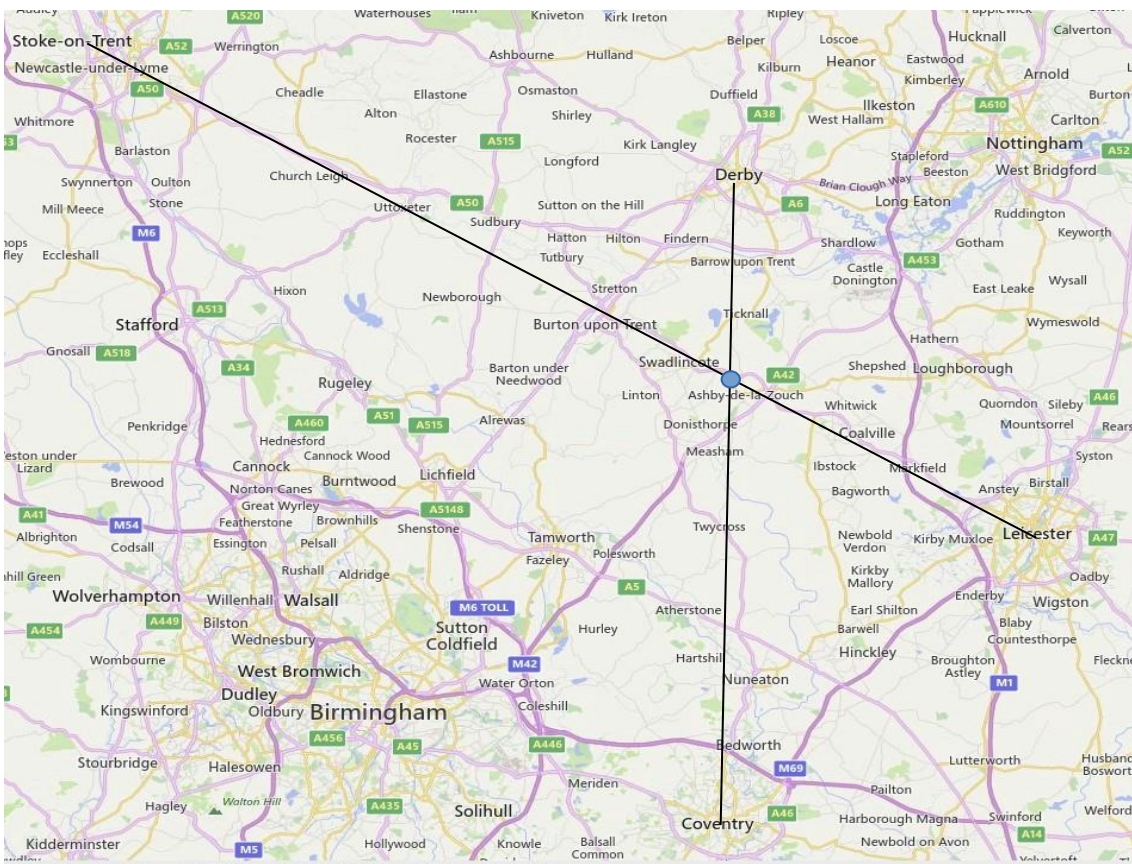 Waterhouses
Kniveton
Kirk Ireton
Ripley
Calverton
A520
Hucknall
Stoke-on-Trent
A52
Werrington
Ashbourne
Hulland
Belper
Loscoe
Heanor
Eastwood
Newcastle-under-Lyme
Kilburn
Kimberley
Arnold
A50
Cheadle
Ellastone
Osmaston
Duffield
Ilkeston
A610
Burton
Whitmore
Alton
Shirley
A38
West Hallam
Carlton
Rocester
A515
Kirk Langley
Nottingham
A52
Barlaston
Longford
Stapleford
Beeston
West Bridgford
Swynnerton
Oulton
Church Leigh
Derby
Brian Clough Way
Mill Meece
Stone
Uttoxeter
A50
Sutton on the Hill
A6
Long Eaton
Ruddington
M6
Sudbury
Hatton
Hilton
Findern
Shardlow
Gotham
Keyworth
Eccleshall
Tutbury
Barrow upon Trent
Castle
Donington
A453
Hixon
Newborough
Stretton
East Leake
Wysall
A513
Stafford
Burton upon Trent
Ticknall
Wymeswold
Gnosall
A518
Hathern
A34
Rugeley
Barton under
Needwood
Swadlincote
A42
Shepshed
Loughborough
Linton
Ashby-de-la-Zouch
Whitwick
Quorndon
Sileby
A46
A51
A460
A515
Alrewas
Donisthorpe
Coalville
Mountsorrel
Penkridge
Hednesford
Cannock Wood
Measham
Ibstock
Markfield
Syston
Cannock
Burntwood
Lichfield
Brewood
Norton Canes
Bagworth
Anstey
Birstall
A41
M54
Great Wyrley
Featherstone
Brownhills
A5148
Shenstone
Twycross
Albrighton
Codsall
Essington
Pelsall
Tamworth
Newbold
Verdon
Kirby Muxloe
Leicester
A47
Rushall
Aldridge
Fazeley
Polesworth
Kirkby
Mallory
Oadby
Wolverhampton
Willenhall
Walsall
M6 TOLL
A5
Enderby
Wigston
A454
A449
Bilston
Wednesbury
Sutton
Coldfield
Hurley
Atherstone
Earl Shilton
Barwell
Blaby
Countesthorpe
Wombourne
West Bromwich
M42
Hartshill
Hinckley
Broughton
Astley
Dudley
Water Orton
Nuneaton
M1
Kingswinford
Oldbury
Birmingham
Coleshill
A456
A45
A446
Bedworth
Stourbridge
Halesowen
M69
Lutterworth
Meriden
Pailton
Hagley
Walton Hill
A435
Solihull
Coventry
A46
Harborough Magna
Swinford
Kidderminster
M5
Hollywood
Knowle
Balsall
Common
Newbold on Avon
A14